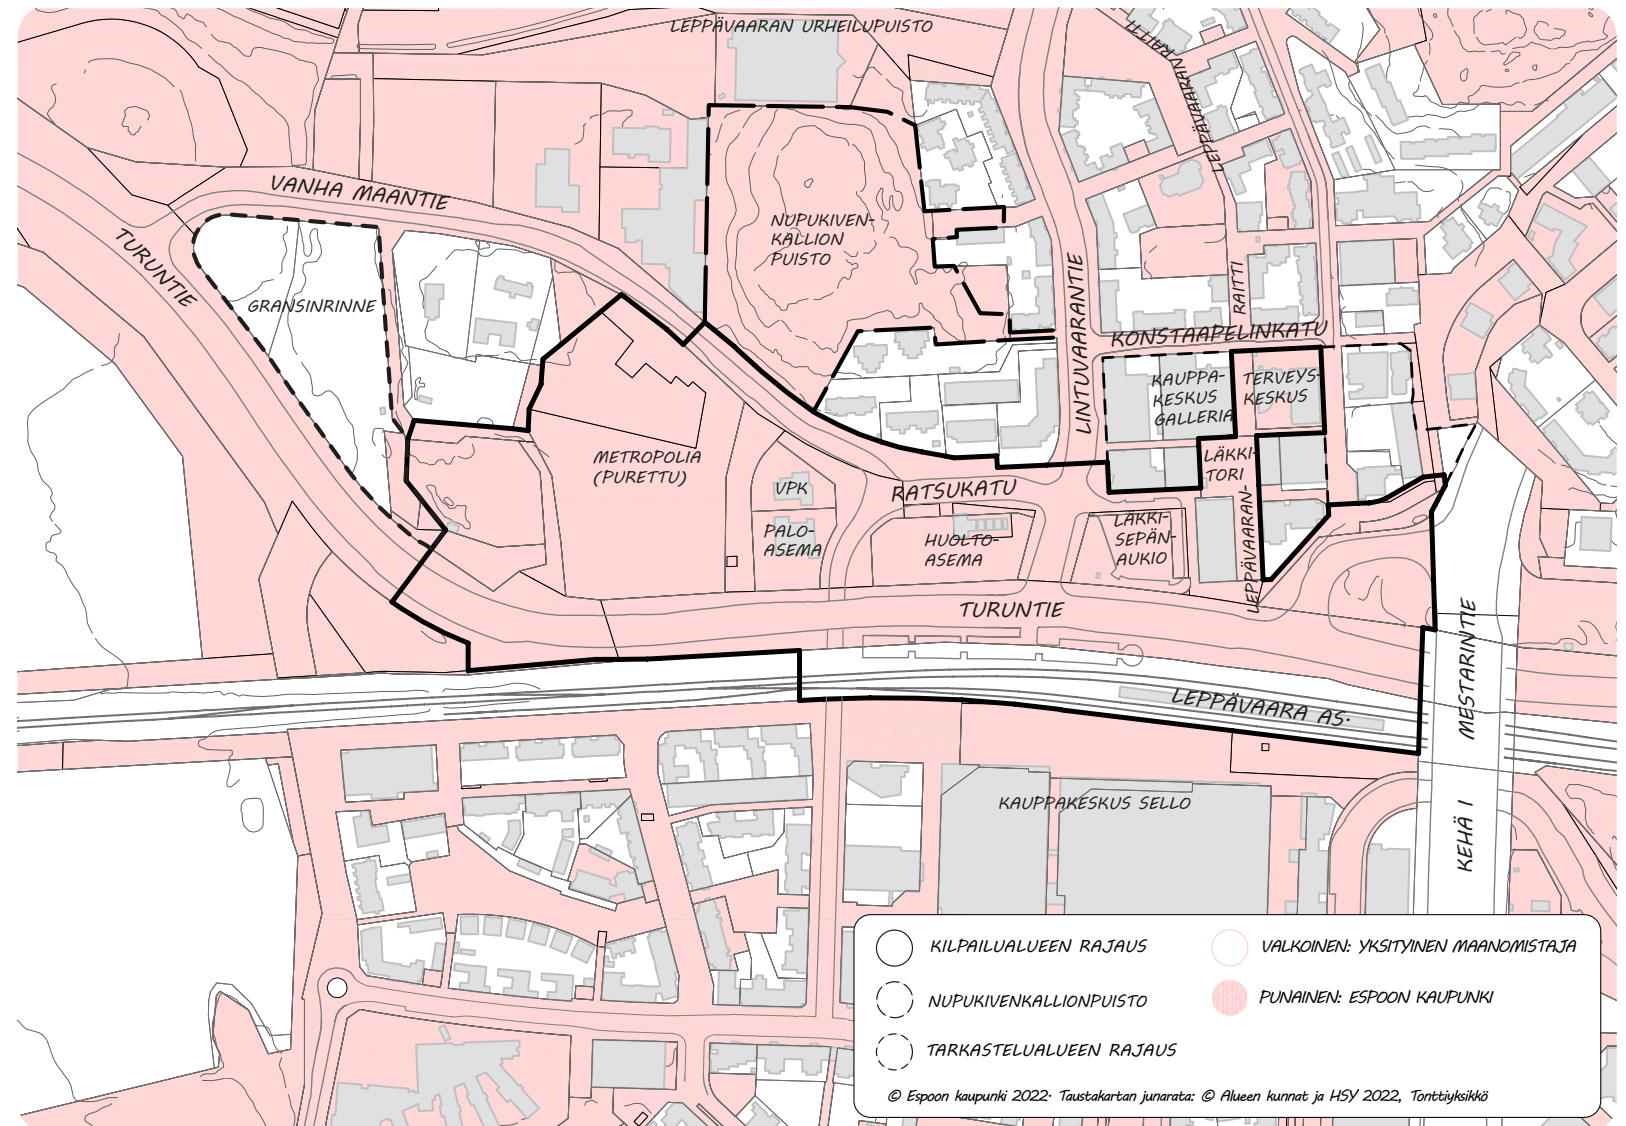 LEPPÄVAARAN URHEILUPUISTO
LEPPÄVAARANRAITTI
VANHA MAANTIE
TURUNTIE
GRANSINRINNE
NUPUKIVEN-
KALLION
PUISTO
LINTUVAARANTIE
RAITTI
KONSTAAPELINKATU
KAUPPA-
KESKUS
GALLERIA
TERVEYS-
KESKUS
METROPOLIA
(PURETTU)
VPK
PALO-
ASEMA
RATSUKATU
HUOLTO-
ASEMA
LÄKKI-
TORI
LÄKKI-
SEPÄN-
AUKIO
LEPPÄVAARAN-
TURUNTIE
LEPPÄVAARA AS.
MESTARINTIE
KEHÄ I
KAUPPAKESKUS SELLO
KILPAILUALUEEN RAJAUS
NUPUKIVENKALLIONPUISTO
TARKASTELUALUEEN RAJAUS
VALKOINEN: YKSITYINEN MAANOMISTAJA
PUNAINEN: ESPOON KAUPUNKI
© Espoon kaupunki 2022. Taustakartan junarata: © Alueen kunnat ja HSY 2022, Tonttiyksikkö